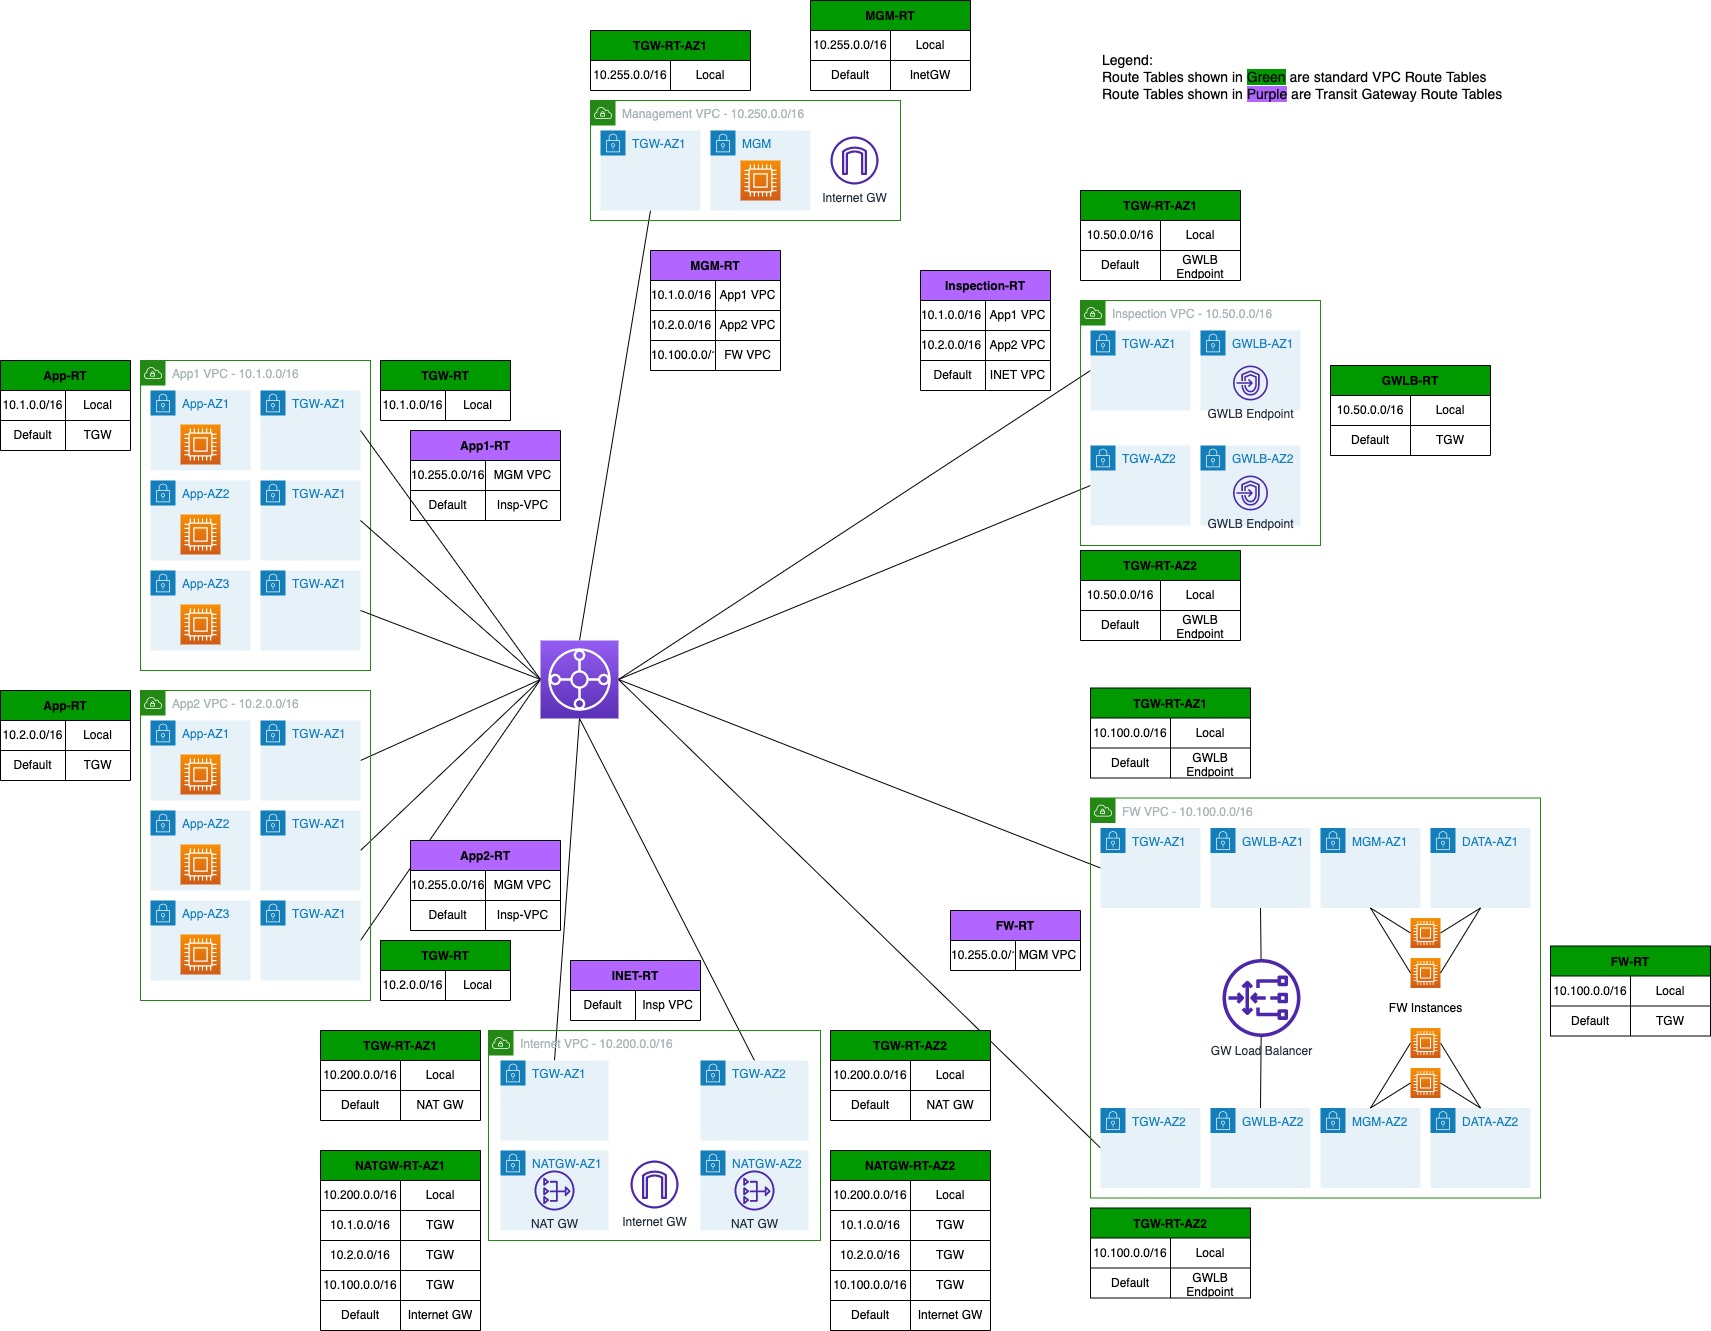 MGM-RT
10.255.0.0/16 Local
Default InetGW
TGW-RT-AZ1
10.255.0.0/16 Local
Legend:
Route Tables shown in Green are standard VPC Route Tables
Route Tables shown in Purple are Transit Gateway Route Tables
Management VPC - 10.250.0.0/16
TGW-AZ1
MGM
Internet GW
MGM-RT
10.1.0.0/16 App1 VPC
10.2.0.0/16 App2 VPC
10.100.0.0/ FW VPC
Inspection-RT
10.1.0.0/16 App1 VPC
10.2.0.0/16 App2 VPC
Default INET VPC
TGW-RT-AZ1
10.50.0.0/16 Local
Default GWLB
Endpoint
Inspection VPC - 10.50.0.0/16
TGW-AZ1
GWLB-AZ1
GWLB Endpoint
TGW-AZ2
GWLB-AZ2
GWLB Endpoint
GWLB-RT
10.50.0.0/16 Local
Default TGW
TGW-RT-AZ2
10.50.0.0/16 Local
Default GWLB
Endpoint
App-RT
10.1.0.0/16 Local
Default TGW
App1 VPC - 10.1.0.0/16
App-AZ1
TGW-AZ1
App-AZ2
TGW-AZ1
App-AZ3
TGW-AZ1
TGW-RT
10.1.0.0/16 Local
App1-RT
10.255.0.0/16 MGM VPC
Default Insp-VPC
App-RT
10.2.0.0/16 Local
Default TGW
App2 VPC - 10.2.0.0/16
App-AZ1
TGW-AZ1
App-AZ2
TGW-AZ1
App-AZ3
TGW-AZ1
App2-RT
10.255.0.0/16 MGM VPC
Default Insp-VPC
TGW-RT
10.2.0.0/16 Local
INET-RT
Default Insp VPC
TGW-RT-AZ1
10.200.0.0/16 Local
Default NAT GW
NATGW-RT-AZ1
10.200.0.0/16 Local
10.1.0.0/16 TGW
10.2.0.0/16 TGW
10.100.0.0/16 TGW
Default Internet GW
Internet VPC - 10.200.0.0/16
TGW-AZ1
TGW-AZ2
NATGW-AZ1
NAT GW
Internet GW
NATGW-AZ2
NAT GW
TGW-RT-AZ2
10.200.0.0/16 Local
Default NAT GW
NATGW-RT-AZ2
10.200.0.0/16 Local
10.1.0.0/16 TGW
10.2.0.0/16 TGW
10.100.0.0/16 TGW
Default Internet GW
FW-RT
10.255.0.0/ MGM VPC
TGW-RT-AZ1
10.100.0.0/16 Local
Default GWLB
Endpoint
FW VPC - 10.100.0.0/16
TGW-AZ1
GWLB-AZ1
MGM-AZ1
DATA-AZ1
FW Instances
GW Load Balancer
TGW-AZ2
GWLB-AZ2
MGM-AZ2
DATA-AZ2
FW-RT
10.100.0.0/16 Local
Default TGW
TGW-RT-AZ2
10.100.0.0/16 Local
Default GWLB
Endpoint